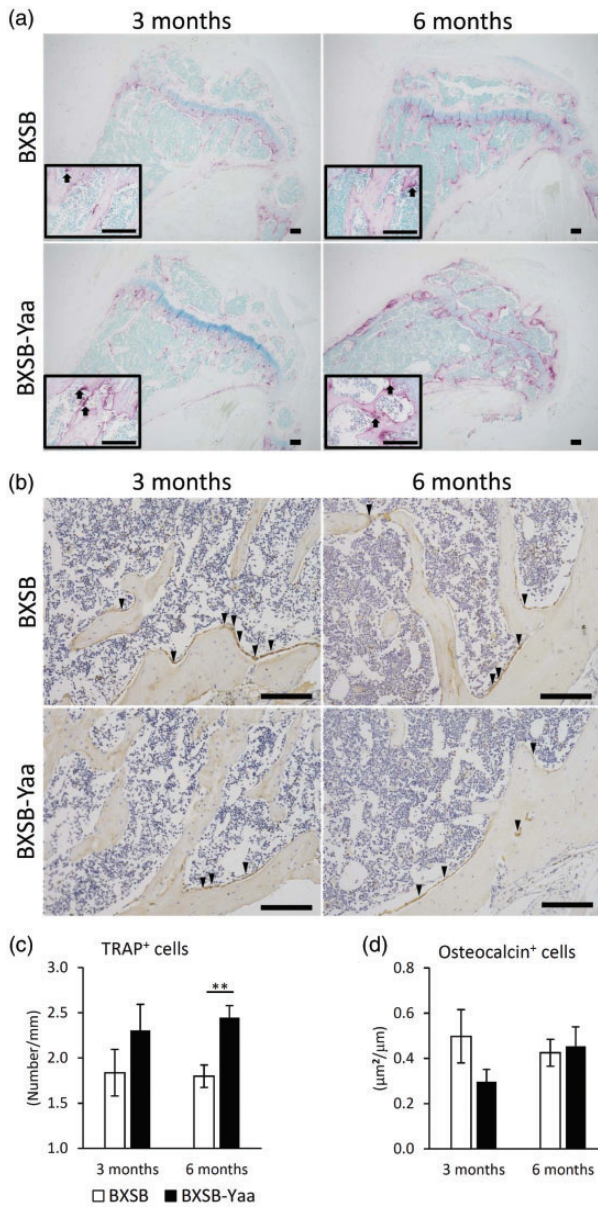 (a)
3 months
6 months
BXSB
BXSB-Yaa
(b)
3 months
6 months
BXSB
BXSB-Yaa
(c)
TRAP⁺ cells
(Number/mm)
3.0
2.5
2.0
1.5
1.0
**
3 months
6 months
BXSB
BXSB-Yaa
(d)
Osteocalcin⁺ cells
(µm²/µm)
0.8
0.6
0.4
0.2
0.0
3 months
6 months